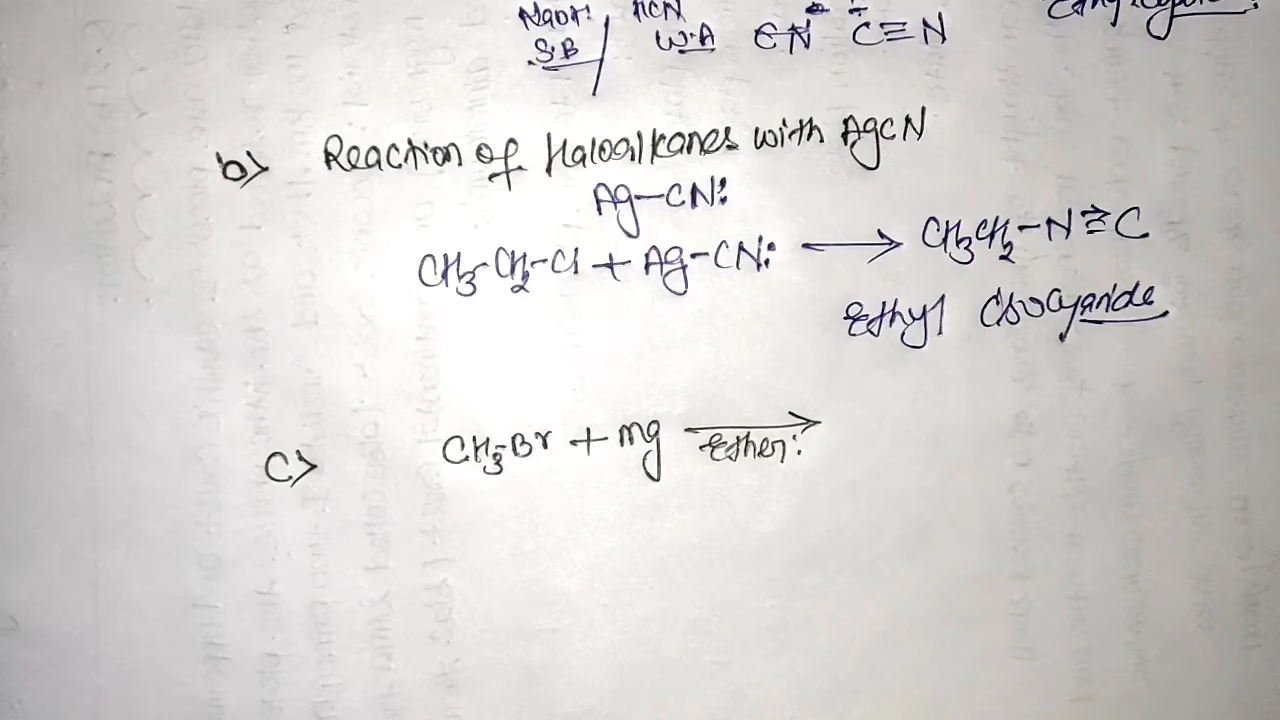 NaOH HCN
S.B W.A CN⊖ C≡N
b> Reaction of Haloalkanes with AgCN
Ag-CN:
CH₃-CH₂-Cl + Ag-CN: ⟶ CH₃CH₂-N≡C
Ethyl isocyanide
c> CH₃-Br + Mg ⟶
Ether: